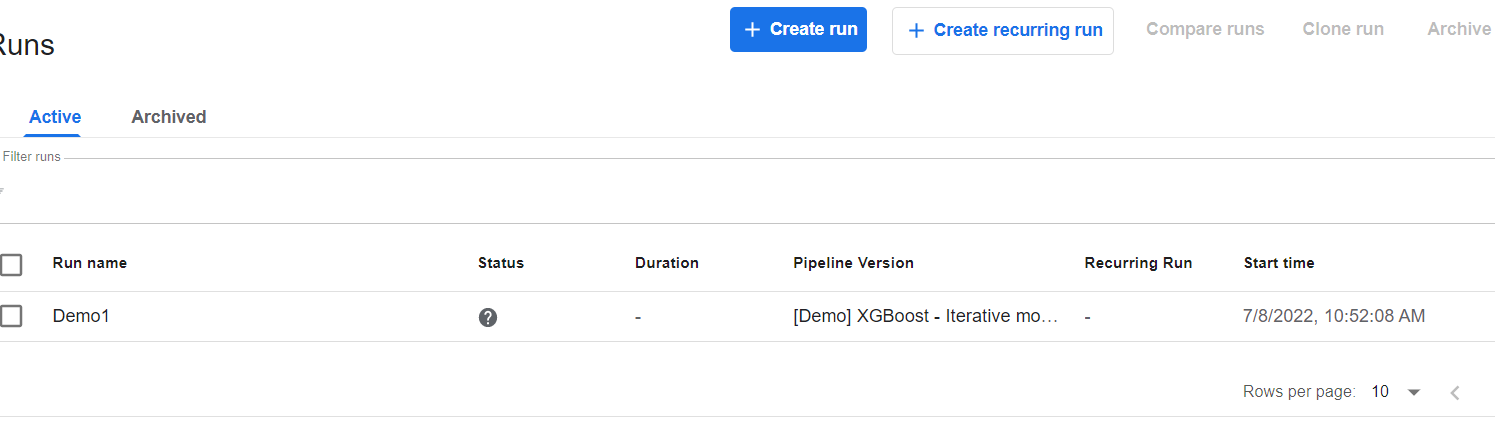 Runs
+ Create run
+ Create recurring run
Compare runs
Clone run
Archive
Active
Archived
Filter runs
Run name
Status
Duration
Pipeline Version
Recurring Run
Start time
Demo1
?
-
[Demo] XGBoost - Iterative mo…
-
7/8/2022, 10:52:08 AM
Rows per page:
10